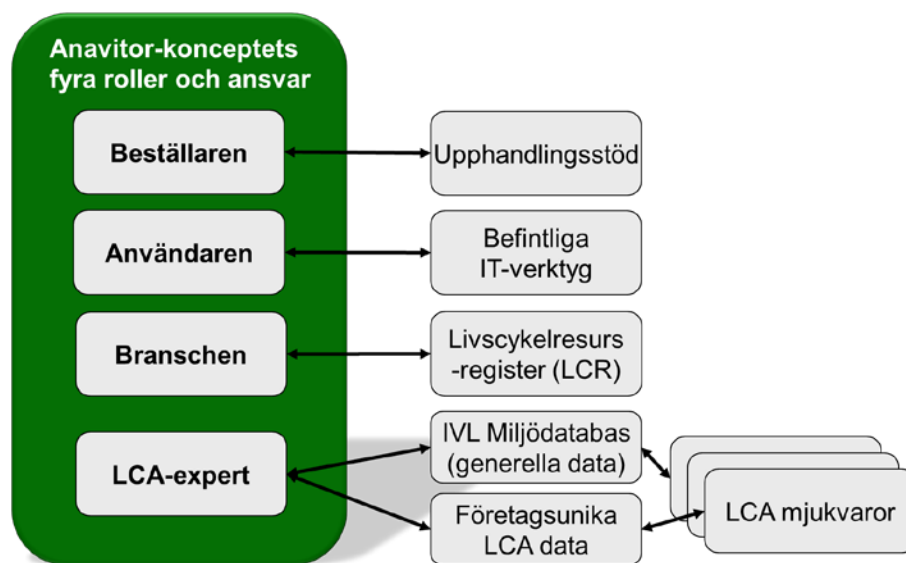 Anavitor-konceptets
fyra roller och ansvar
Beställaren
Upphandlingsstöd
Användaren
Befintliga
IT-verktyg
Branschen
Livscykelresurs
-register (LCR)
LCA-expert
IVL Miljödatabas
(generella data)
Företagsunika
LCA data
LCA mjukvaror